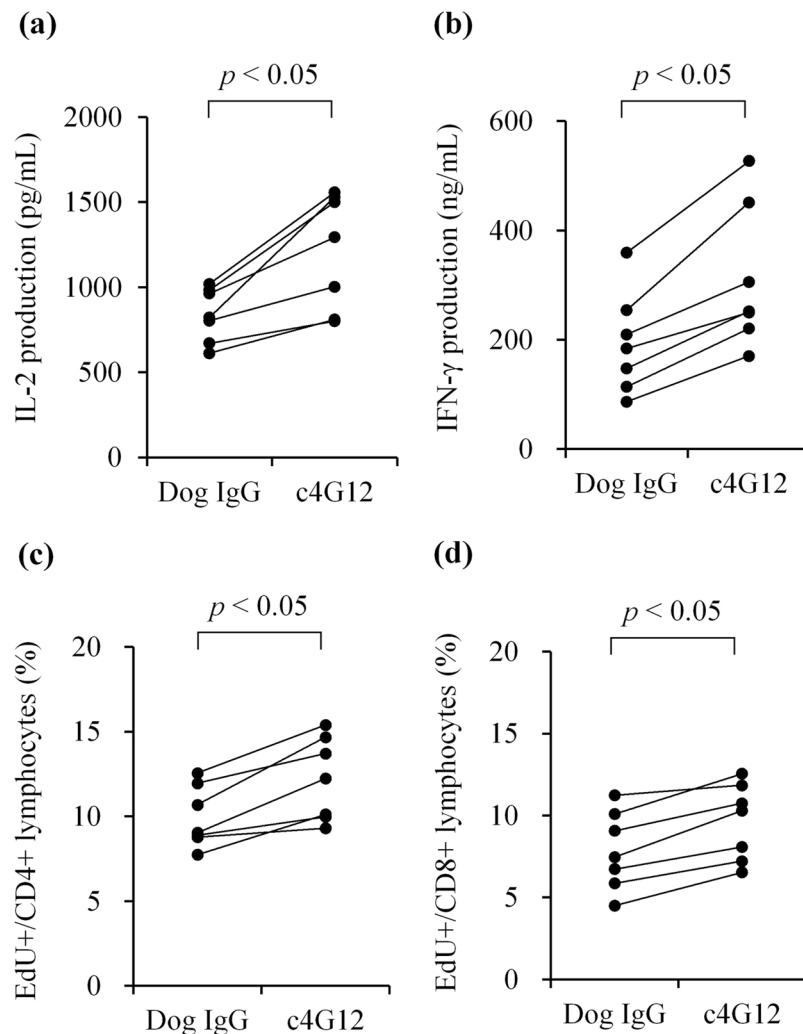 (a)
p < 0.05
IL-2 production (pg/mL)
2000
1500
1000
500
0
Dog IgG c4G12
(b)
p < 0.05
IFN-γ production (ng/mL)
600
400
200
0
Dog IgG c4G12
(c)
p < 0.05
EdU+/CD4+ lymphocytes (%)
20
15
10
5
0
Dog IgG c4G12
(d)
p < 0.05
EdU+/CD8+ lymphocytes (%)
20
15
10
5
0
Dog IgG c4G12